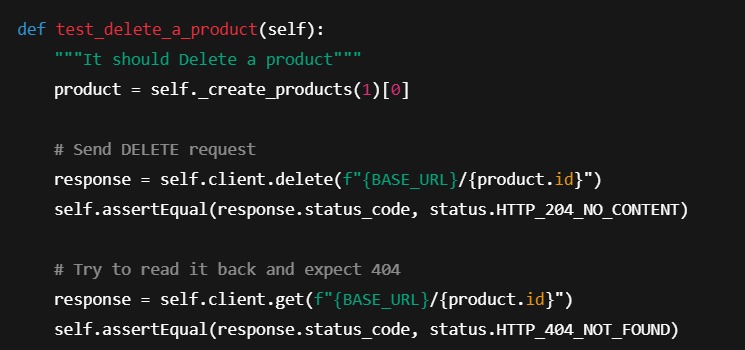 def test_delete_a_product(self):
    """It should Delete a product"""
    product = self._create_products(1)[0]

    # Send DELETE request
    response = self.client.delete(f"{BASE_URL}/{product.id}")
    self.assertEqual(response.status_code, status.HTTP_204_NO_CONTENT)

    # Try to read it back and expect 404
    response = self.client.get(f"{BASE_URL}/{product.id}")
    self.assertEqual(response.status_code, status.HTTP_404_NOT_FOUND)